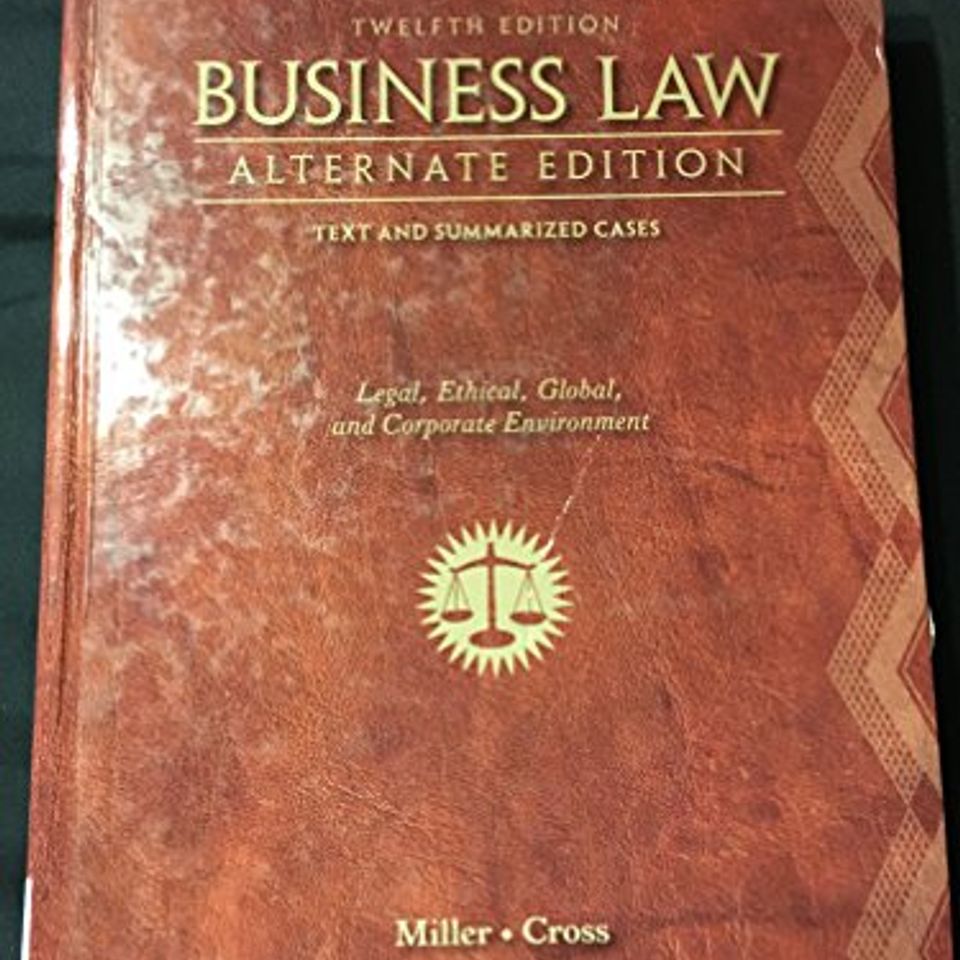 TWELFTH EDITION
BUSINESS LAW
ALTERNATE EDITION
TEXT AND SUMMARIZED CASES
Legal, Ethical, Global,
and Corporate Environment
Miller • Cross